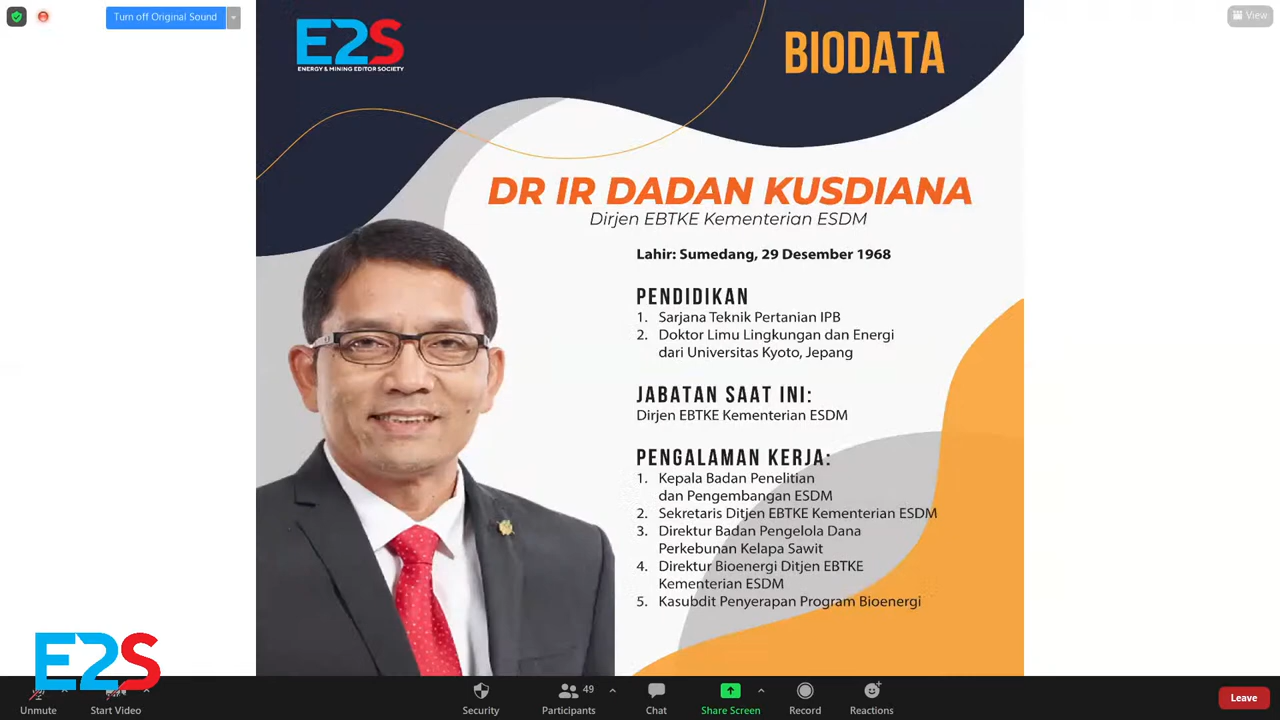 Turn off Original Sound
View
E2S
ENERGY & MINING EDITOR SOCIETY
BIODATA
DR IR DADAN KUSDIANA
Dirjen EBTKE Kementerian ESDM
Lahir: Sumedang, 29 Desember 1968
PENDIDIKAN
1. Sarjana Teknik Pertanian IPB
2. Doktor Limu Lingkungan dan Energi
dari Universitas Kyoto, Jepang
JABATAN SAAT INI:
Dirjen EBTKE Kementerian ESDM
PENGALAMAN KERJA:
1. Kepala Badan Penelitian
dan Pengembangan ESDM
2. Sekretaris Ditjen EBTKE Kementerian ESDM
3. Direktur Badan Pengelola Dana
Perkebunan Kelapa Sawit
4. Direktur Bioenergi Ditjen EBTKE
Kementerian ESDM
5. Kasubdit Penyerapan Program Bioenergi
E2S
49
Unmute Start Video Security Participants Chat Share Screen Record Reactions Leave